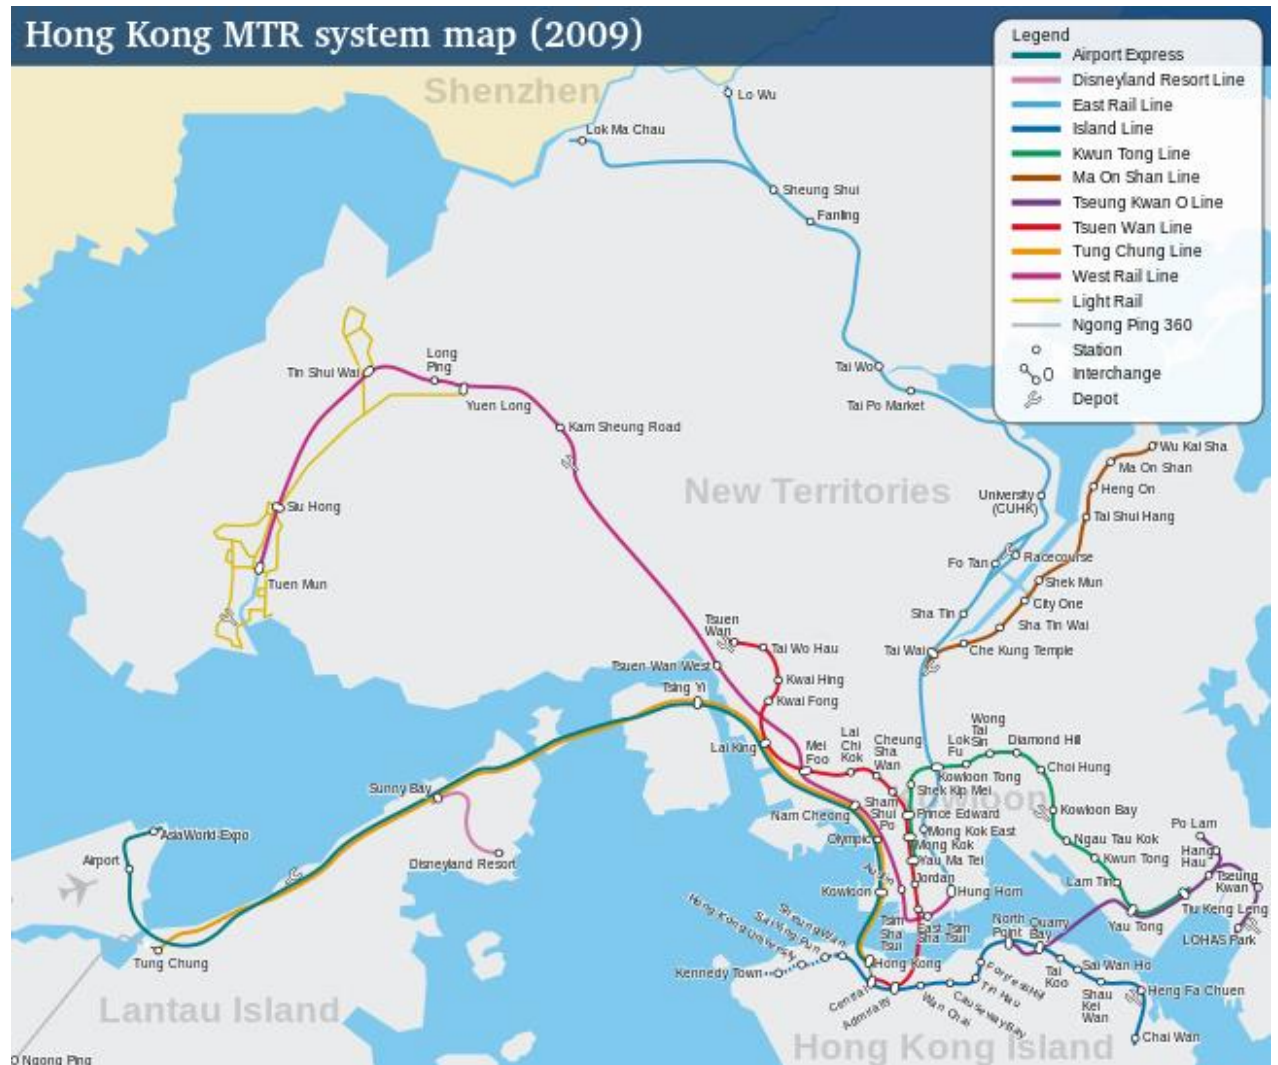 Hong Kong MTR system map (2009)
Legend
Airport Express
Disneyland Resort Line
East Rail Line
Island Line
Kwun Tong Line
Ma On Shan Line
Tseung Kwan O Line
Tsuen Wan Line
Tung Chung Line
West Rail Line
Light Rail
Ngong Ping 360
Station
Interchange
Depot
Shenzhen
Lo Wu
Lok Ma Chau
Sheung Shui
Fanling
Tai Wo
Tai Po Market
Long
Ping
Tin Shui Wai
Yuen Long
Kam Sheung Road
New Territories
Wu Kai Sha
Ma On Shan
Heng On
Tai Shui Hang
University
(CUHK)
Siu Hong
Tuen Mun
Fo Tan
Racecourse
Shek Mun
City One
Sha Tin
Sha Tin Wai
Tai Wai
Che Kung Temple
Tsuen
Wan
Tai Wo Hau
Tsuen Wan West
Kwai Hing
Tsing Yi
Kwai Fong
Lai King
Mei
Foo
Lai
Chi
Kok
Cheung
Sha
Wan
Lok
Fu
Wong
Tai
Sin
Diamond Hill
Choi Hung
Kowloon Tong
Shek Kip Mei
Kowloon
Sunny Bay
Disneyland Resort
AsiaWorld-Expo
Airport
Tung Chung
Nam Cheong
Sham
Shui
Po
Prince Edward
Kowloon Bay
Olympic
Mong Kok East
Mong Kok
Yau Ma Tei
Ngau Tau Kok
Kwun Tong
Po Lam
Hang
Hau
Tseung
Kwan
Lam Tin
Austin
Jordan
Kowloon
Hung Hom
Tiu Keng Leng
Yau Tong
LOHAS Park
Tsim
Sha
Tsui
East Tsim
Sha Tsui
North
Point
Quarry
Bay
Sheung Wan
Sai Ying Pun
Hong Kong University
Kennedy Town
Hong Kong
Central
Admiralty
Wan Chai
Causeway Bay
Tin Hau
Fortress Hill
Tai
Koo
Sai Wan Ho
Shau
Kei
Wan
Heng Fa Chuen
Chai Wan
Lantau Island
Hong Kong Island
Ngong Ping